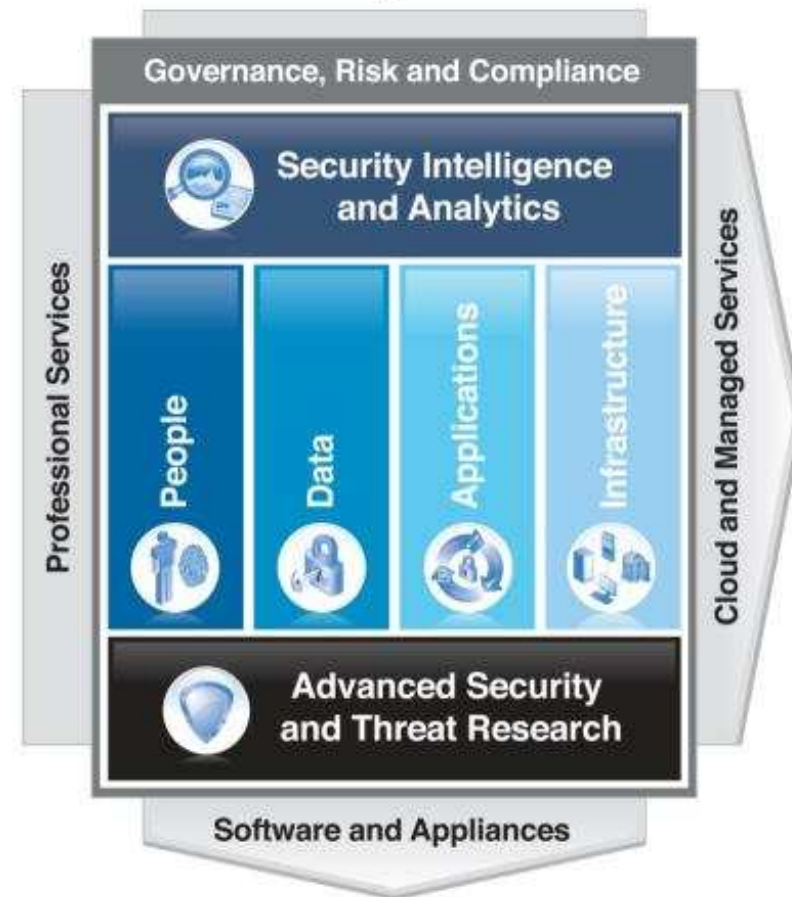 Governance, Risk and Compliance
Security Intelligence
and Analytics
Professional Services
People
Data
Applications
Infrastructure
Cloud and Managed Services
Advanced Security
and Threat Research
Software and Appliances